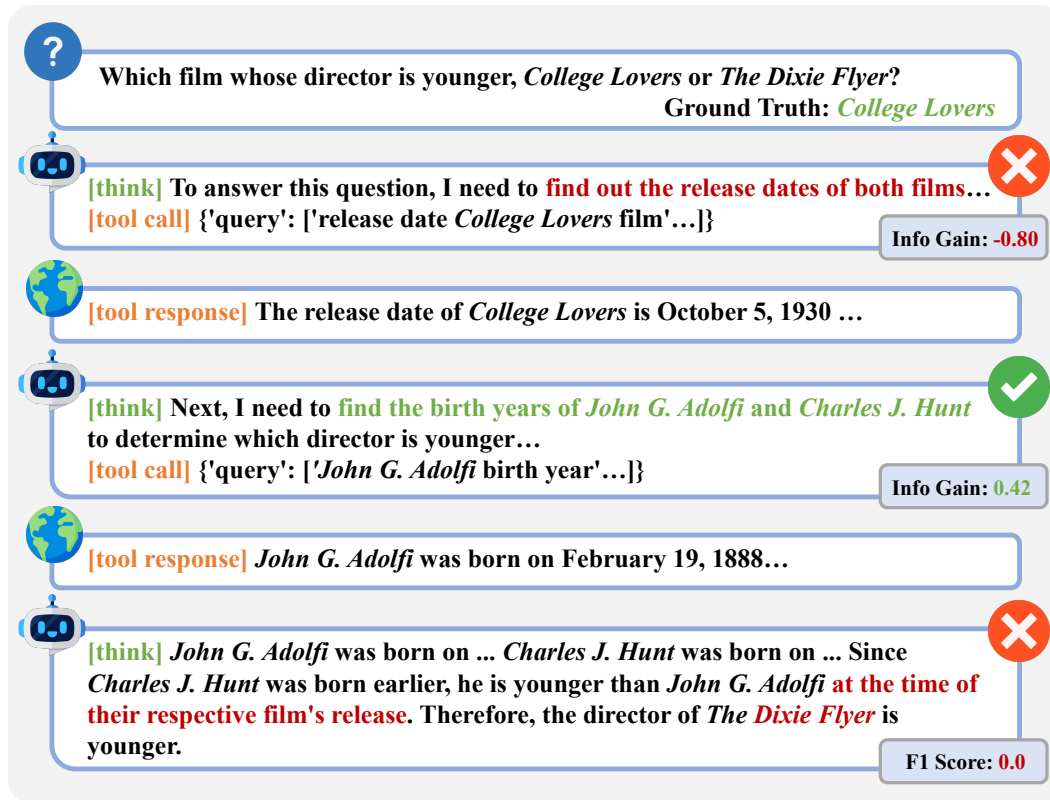 ?
Which film whose director is younger, College Lovers or The Dixie Flyer?
Ground Truth: College Lovers
[think] To answer this question, I need to find out the release dates of both films…
[tool call] {'query': ['release date College Lovers film'…]}
Info Gain: -0.80
[tool response] The release date of College Lovers is October 5, 1930 …
[think] Next, I need to find the birth years of John G. Adolfi and Charles J. Hunt
to determine which director is younger…
[tool call] {'query': ['John G. Adolfi birth year'…]}
Info Gain: 0.42
[tool response] John G. Adolfi was born on February 19, 1888…
[think] John G. Adolfi was born on ... Charles J. Hunt was born on ... Since
Charles J. Hunt was born earlier, he is younger than John G. Adolfi at the time of
their respective film's release. Therefore, the director of The Dixie Flyer is
younger.
F1 Score: 0.0